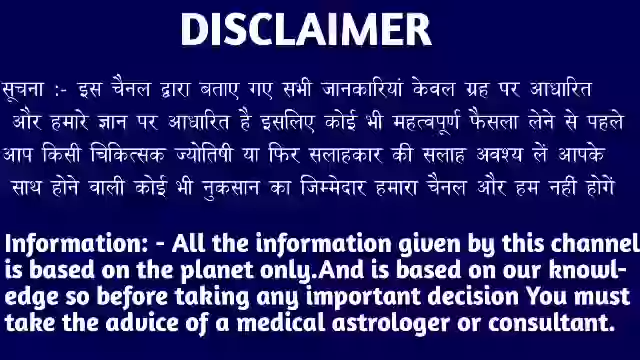 DISCLAIMER
सूचना :- इस चैनल द्वारा बताए गए सभी जानकारियां केवल ग्रह पर आधारित
और हमारे ज्ञान पर आधारित है इसलिए कोई भी महत्वपूर्ण फैसला लेने से पहले
आप किसी चिकित्सक ज्योतिषी या फिर सलाहकार की सलाह अवश्य लें आपके
साथ होने वाली कोई भी नुकसान का जिम्मेदार हमारा चैनल और हम नहीं होगें
Information: - All the information given by this channel
is based on the planet only.And is based on our knowl-
edge so before taking any important decision You must
take the advice of a medical astrologer or consultant.